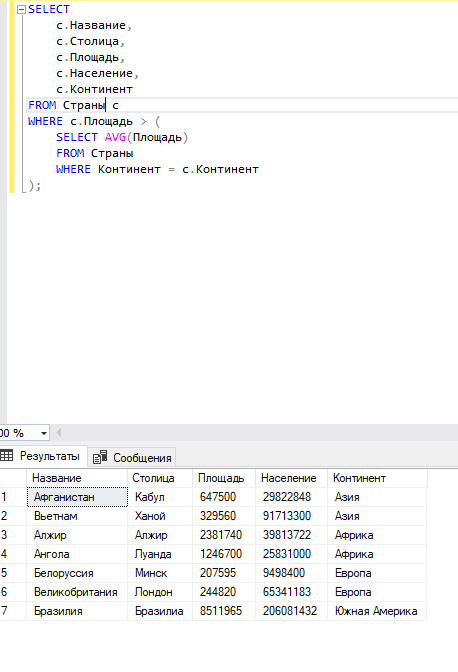 SELECT
с.Название,
с.Столица,
с.Площадь,
с.Население,
с.Континент
FROM Страны с
WHERE с.Площадь > (
SELECT AVG(Площадь)
FROM Страны
WHERE Континент = с.Континент
);
00 %
Результаты Сообщения
Название Столица Площадь Население Континент
1 Афганистан Кабул 647500 29822848 Азия
2 Вьетнам Ханой 329560 91713300 Азия
3 Алжир Алжир 2381740 39813722 Африка
4 Ангола Луанда 1246700 25831000 Африка
5 Белоруссия Минск 207595 9498400 Европа
6 Великобритания Лондон 244820 65341183 Европа
7 Бразилия Бразилиа 8511965 206081432 Южная Америка